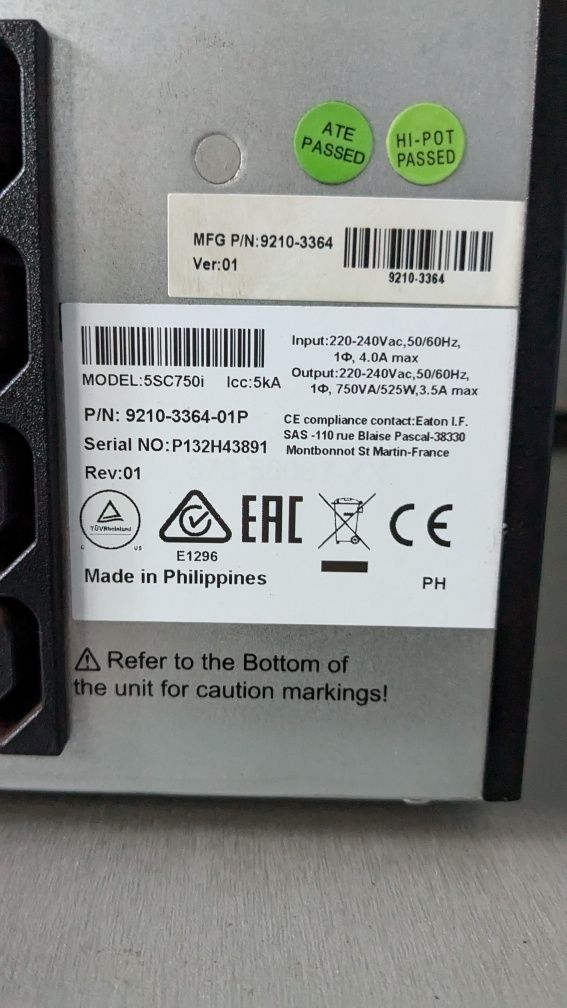 ATE
PASSED
HI-POT
PASSED
MFG P/N:9210-3364
Ver:01
9210-3364
MODEL:5SC750i Icc:5kA
Input:220-240Vac,50/60Hz,
1Φ, 4.0A max
Output:220-240Vac,50/60Hz,
1Φ, 750VA/525W,3.5A max
P/N: 9210-3364-01P
Serial NO:P132H43891
Rev:01
CE compliance contact:Eaton I.F.
SAS -110 rue Blaise Pascal-38330
Montbonnot St Martin-France
TÜVRheinland
C US
E1296
EAC
CE
Made in Philippines
PH
Refer to the Bottom of
the unit for caution markings!